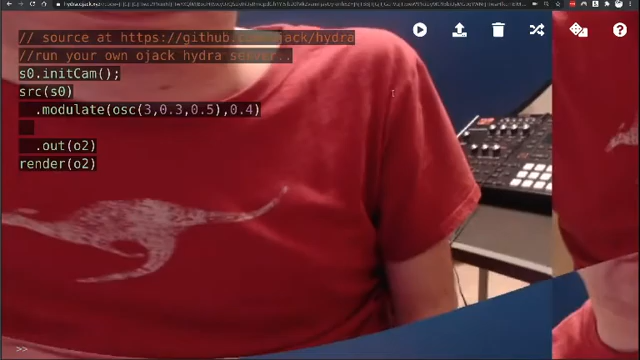 // source at https://github.com/ojack/hydra
//run your own ojack hydra server..
s0.initCam();
src(s0)
.modulate(osc(3,0.3,0.5),0.4)
.out(o2)
render(o2)
>>